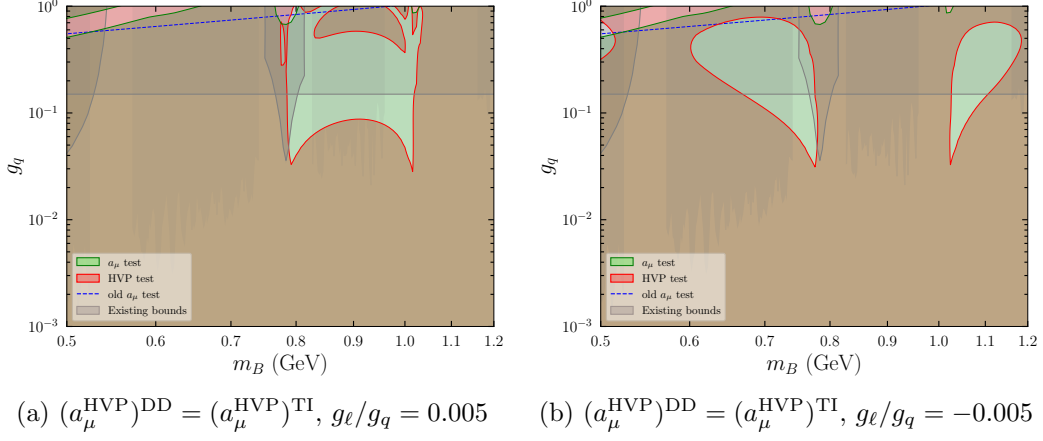 10^0
10^{-1}
10^{-2}
10^{-3}
g_q
a_μ test
HVP test
old a_μ test
Existing bounds
0.5 0.6 0.7 0.8 0.9 1.0 1.1 1.2
m_B (GeV)
(a) (a_μ^{HVP})^{DD} = (a_μ^{HVP})^{TI}, g_ℓ/g_q = 0.005
10^0
10^{-1}
10^{-2}
10^{-3}
g_q
a_μ test
HVP test
old a_μ test
Existing bounds
0.5 0.6 0.7 0.8 0.9 1.0 1.1 1.2
m_B (GeV)
(b) (a_μ^{HVP})^{DD} = (a_μ^{HVP})^{TI}, g_ℓ/g_q = −0.005